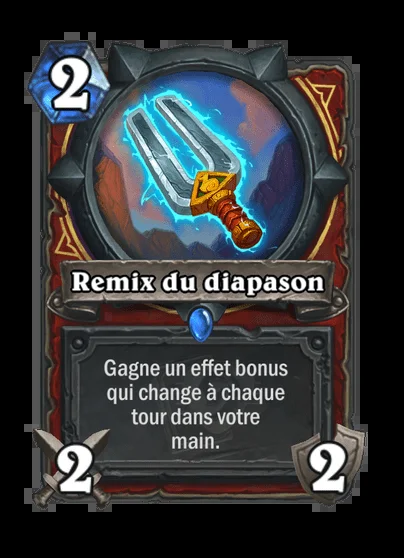 2
Remix du diapason
Gagne un effet bonus
qui change à chaque
tour dans votre
main.
2
2